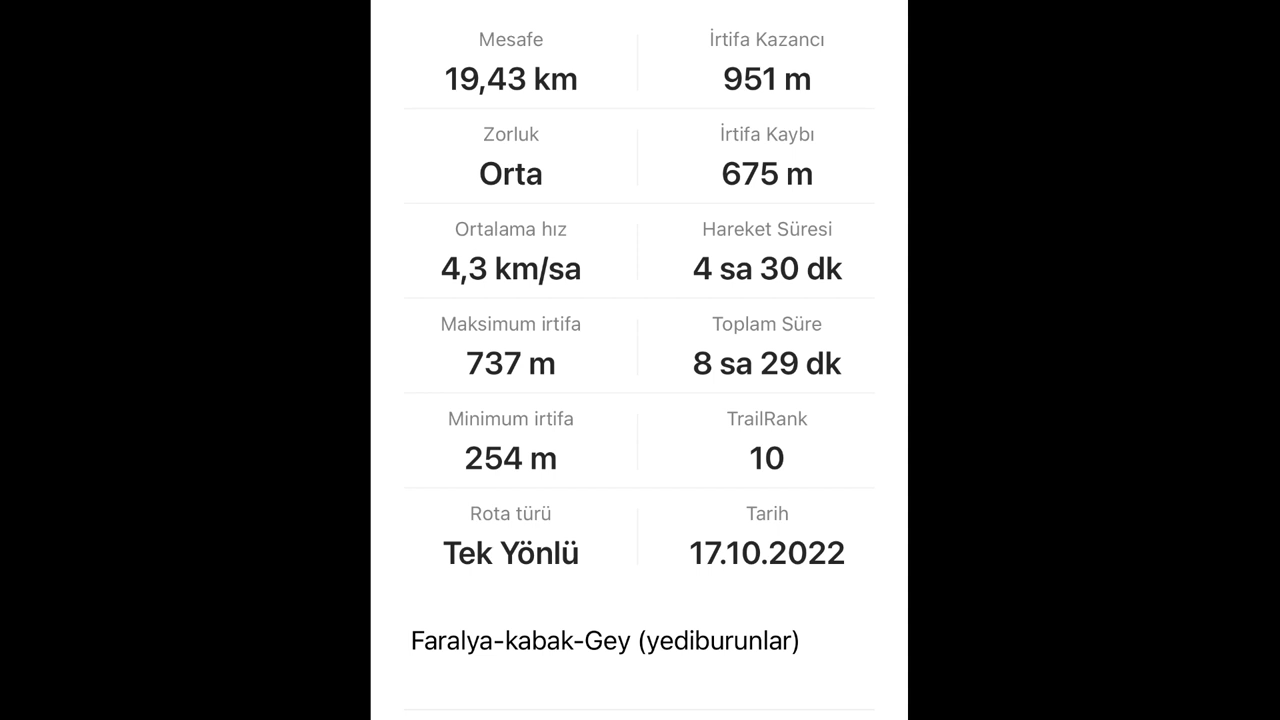 Mesafe
İrtifa Kazancı
19,43 km
951 m
Zorluk
İrtifa Kaybı
Orta
675 m
Ortalama hız
Hareket Süresi
4,3 km/sa
4 sa 30 dk
Maksimum irtifa
Toplam Süre
737 m
8 sa 29 dk
Minimum irtifa
TrailRank
254 m
10
Rota türü
Tarih
Tek Yönlü
17.10.2022
Faralya-kabak-Gey (yediburunlar)